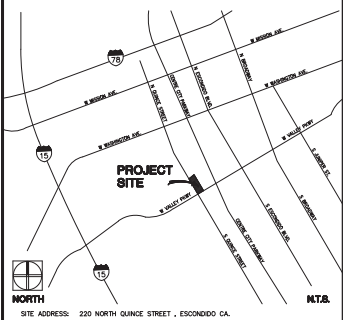 W MISSION AVE.
78
N ESCONDIDO BLVD.
N BROADWAY
CENTRE CITY PARKWAY
N QUINCE STREET
W MISSION AVE.
W WASHINGTON AVE.
W WASHINGTON AVE.
15
W VALLEY PKWY
S JUNIPER ST.
PROJECT
SITE
W VALLEY PKWY
S BROADWAY
S ESCONDIDO BLVD.
CENTRE CITY PARKWAY
S QUINCE STREET
15
NORTH
N.T.S.
SITE ADDRESS: 220 NORTH QUINCE STREET , ESCONDIDO CA.